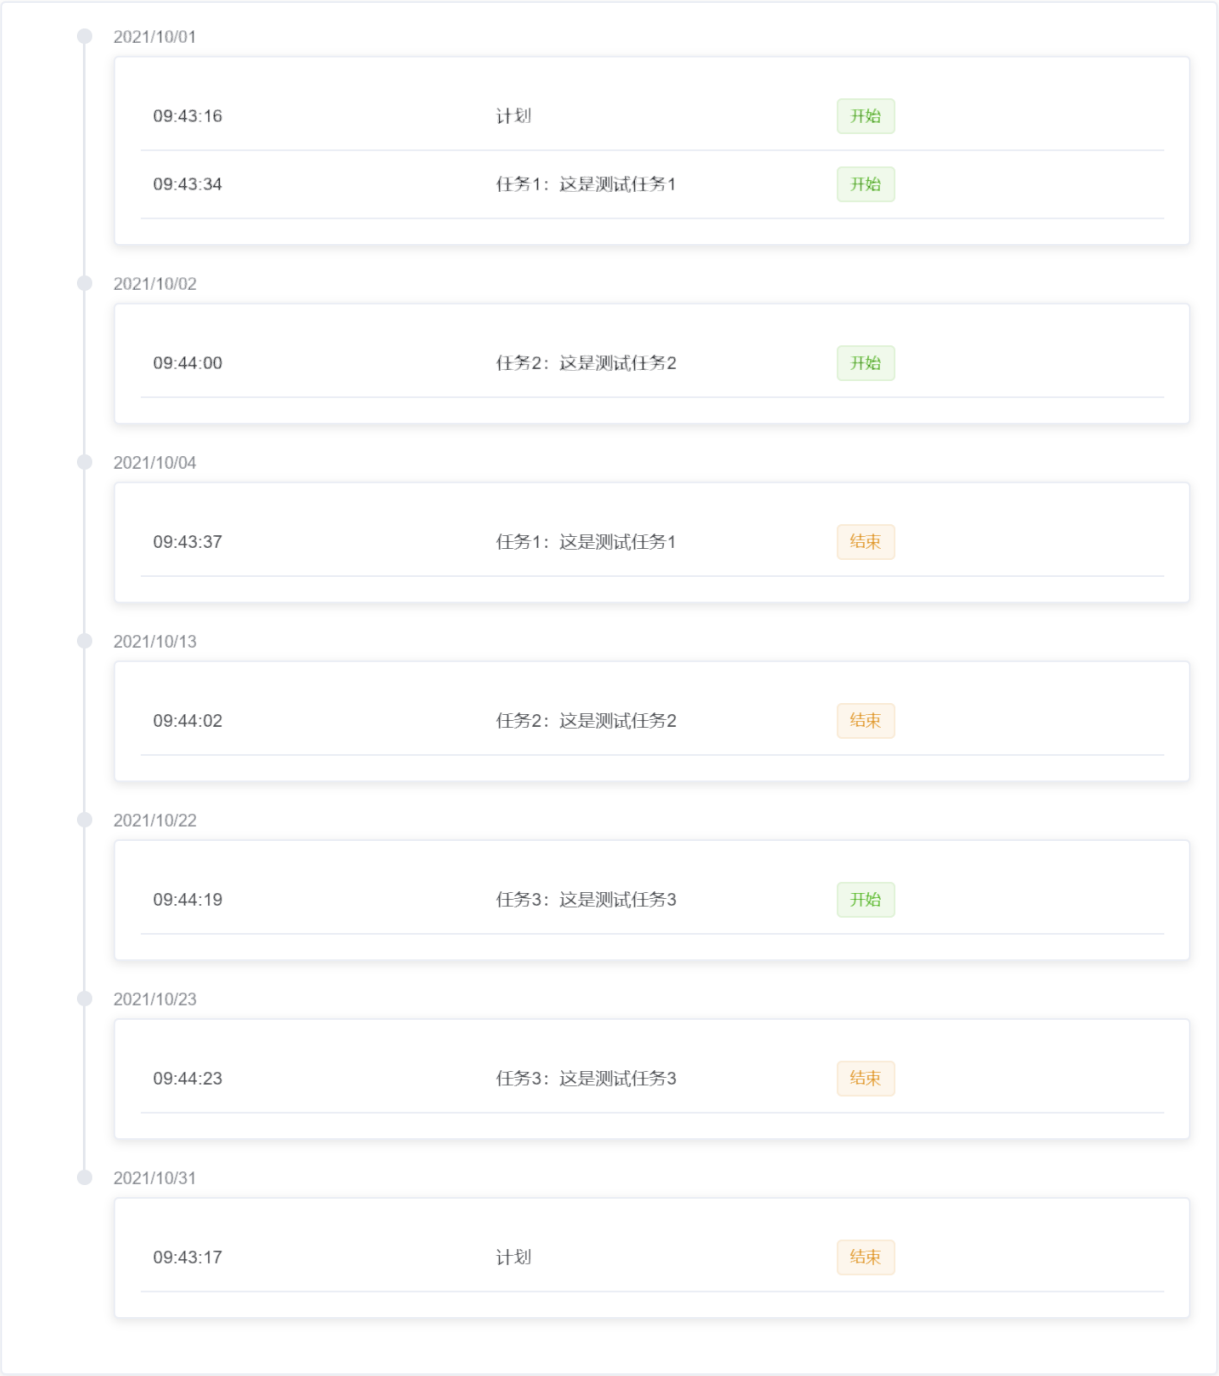 2021/10/01
09:43:16 计划 开始
09:43:34 任务1：这是测试任务1 开始
2021/10/02
09:44:00 任务2：这是测试任务2 开始
2021/10/04
09:43:37 任务1：这是测试任务1 结束
2021/10/13
09:44:02 任务2：这是测试任务2 结束
2021/10/22
09:44:19 任务3：这是测试任务3 开始
2021/10/23
09:44:23 任务3：这是测试任务3 结束
2021/10/31
09:43:17 计划 结束